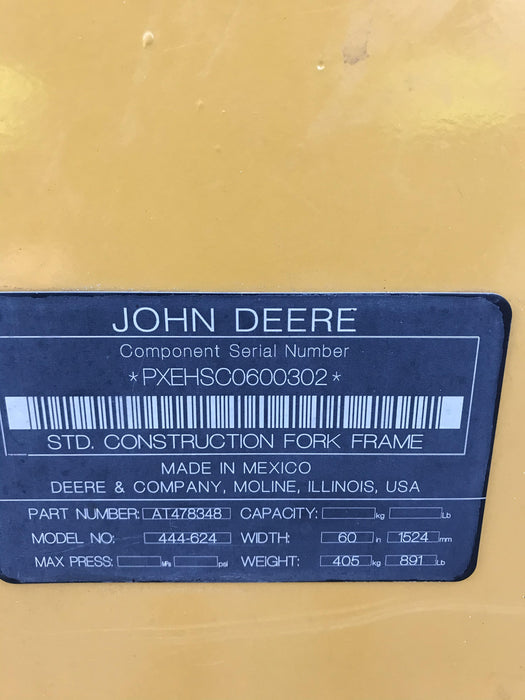 JOHN DEERE
Component Serial Number
*PXEHSC0600302*
STD. CONSTRUCTION FORK FRAME
MADE IN MEXICO
DEERE & COMPANY, MOLINE, ILLINOIS, USA
PART NUMBER: AT478348 CAPACITY: kg Lb
MODEL NO: 444-624 WIDTH: 60 in 1524 mm
MAX PRESS: MPa psi WEIGHT: 405 kg 891 Lb